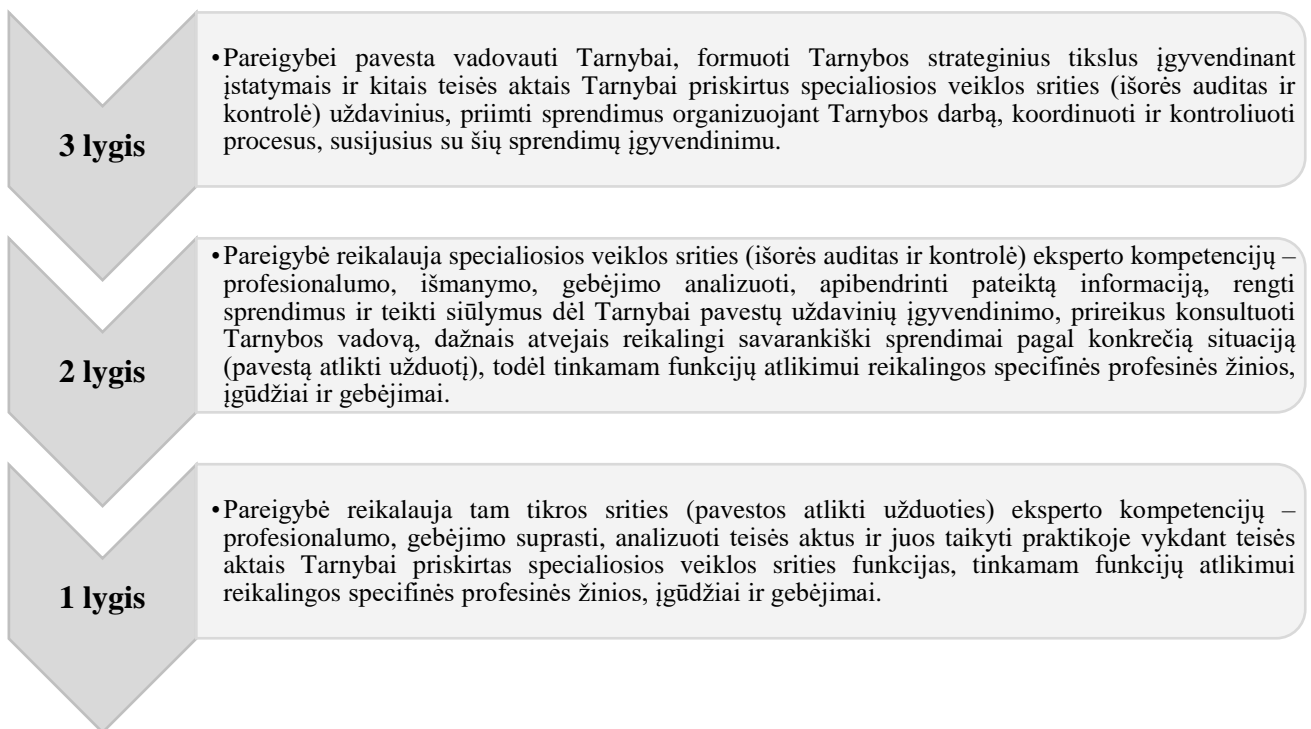 3 lygis
•Pareigybei pavesta vadovauti Tarnybai, formuoti Tarnybos strateginius tikslus įgyvendinant
įstatymais ir kitais teisės aktais Tarnybai priskirtus specialiosios veiklos srities (išorės auditas ir
kontrolė) uždavinius, priimti sprendimus organizuojant Tarnybos darbą, koordinuoti ir kontroliuoti
procesus, susijusius su šių sprendimų įgyvendinimu.
2 lygis
•Pareigybė reikalauja specialiosios veiklos srities (išorės auditas ir kontrolė) eksperto kompetencijų –
profesionalumo, išmanymo, gebėjimo analizuoti, apibendrinti pateiktą informaciją, rengti
sprendimus ir teikti siūlymus dėl Tarnybai pavestų uždavinių įgyvendinimo, prireikus konsultuoti
Tarnybos vadovą, dažnais atvejais reikalingi savarankiški sprendimai pagal konkrečią situaciją
(pavestą atlikti užduotį), todėl tinkamam funkcijų atlikimui reikalingos specifinės profesinės žinios,
įgūdžiai ir gebėjimai.
1 lygis
•Pareigybė reikalauja tam tikros srities (pavestos atlikti užduoties) eksperto kompetencijų –
profesionalumo, gebėjimo suprasti, analizuoti teisės aktus ir juos taikyti praktikoje vykdant teisės
aktais Tarnybai priskirtas specialiosios veiklos srities funkcijas, tinkamam funkcijų atlikimui
reikalingos specifinės profesinės žinios, įgūdžiai ir gebėjimai.